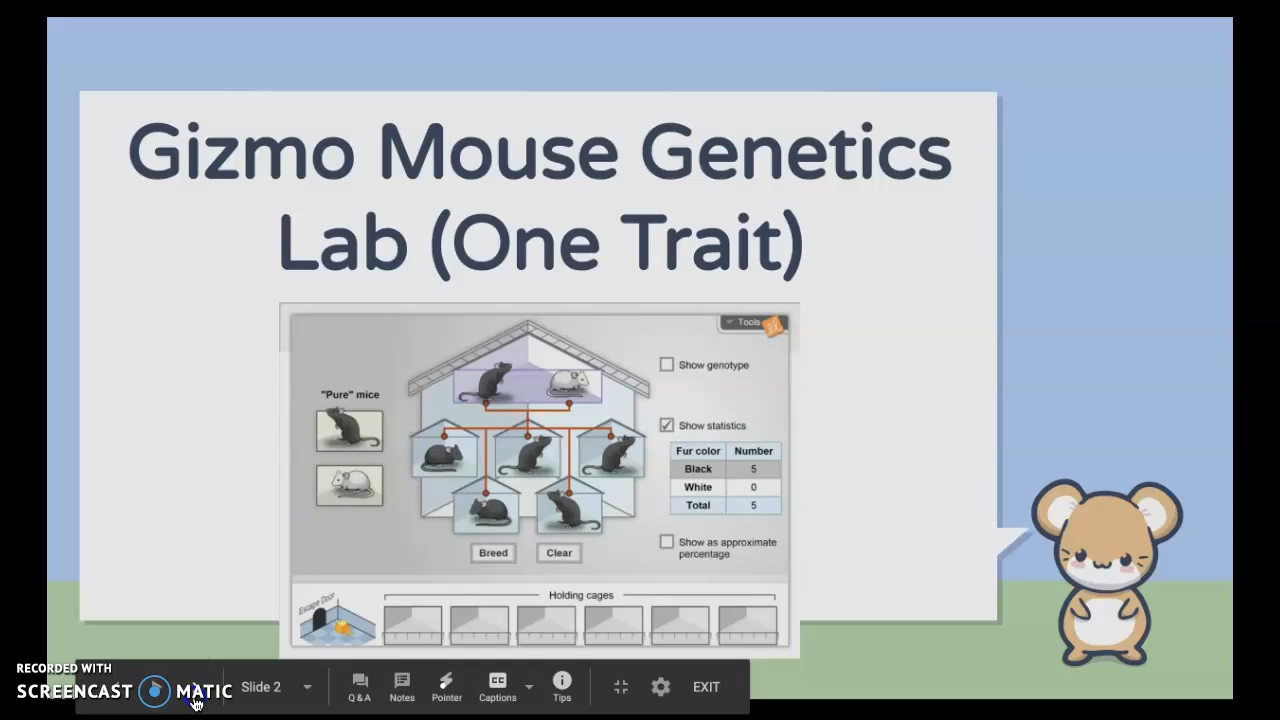 Gizmo Mouse Genetics
Lab (One Trait)
Tools
Show genotype
"Pure" mice
Show statistics
Fur color Number
Black 5
White 0
Total 5
Show as approximate
percentage
Breed Clear
Holding cages
Escape Door
RECORDED WITH
SCREENCAST MATIC
Slide 2
Q & A Notes Pointer Captions Tips
EXIT